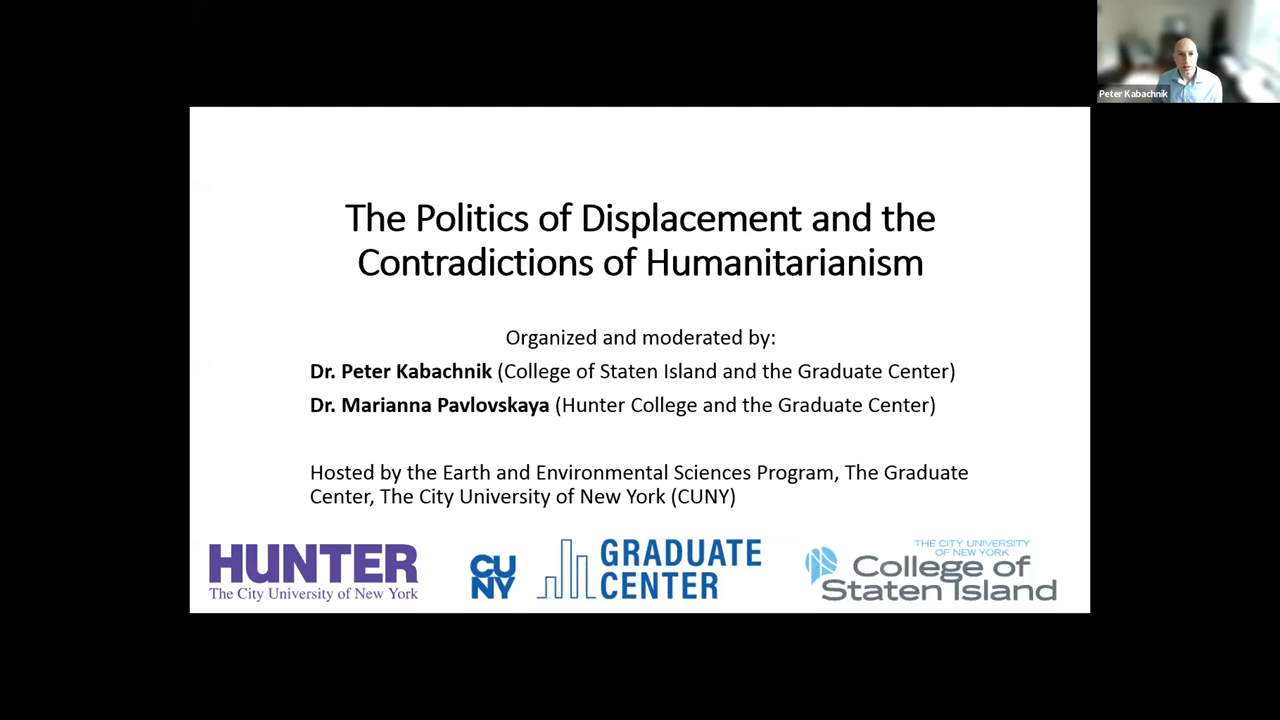 Peter Kabachnik
The Politics of Displacement and the
Contradictions of Humanitarianism
Organized and moderated by:
Dr. Peter Kabachnik (College of Staten Island and the Graduate Center)
Dr. Marianna Pavlovskaya (Hunter College and the Graduate Center)
Hosted by the Earth and Environmental Sciences Program, The Graduate
Center, The City University of New York (CUNY)
HUNTER
The City University of New York
CU
NY
GRADUATE
CENTER
THE CITY UNIVERSITY
OF NEW YORK
College of
Staten Island